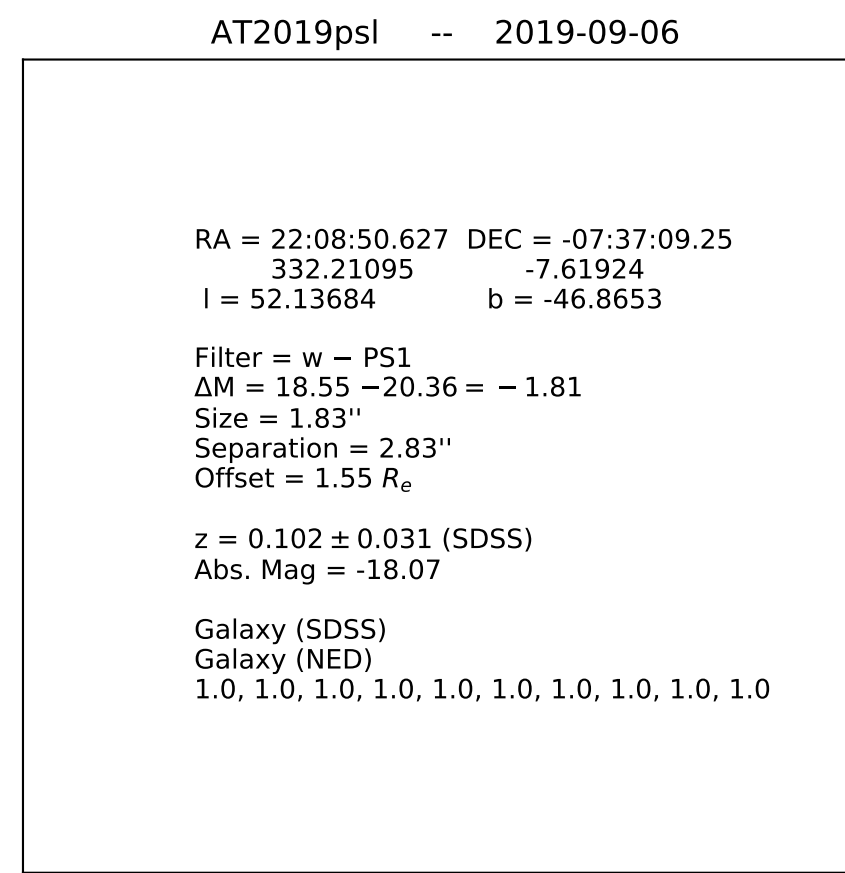 AT2019psl -- 2019-09-06
RA = 22:08:50.627 DEC = -07:37:09.25
332.21095 -7.61924
l = 52.13684 b = -46.8653
Filter = w − PS1
ΔM = 18.55 −20.36 = − 1.81
Size = 1.83''
Separation = 2.83''
Offset = 1.55 Rₑ
z = 0.102 ± 0.031 (SDSS)
Abs. Mag = -18.07
Galaxy (SDSS)
Galaxy (NED)
1.0, 1.0, 1.0, 1.0, 1.0, 1.0, 1.0, 1.0, 1.0, 1.0